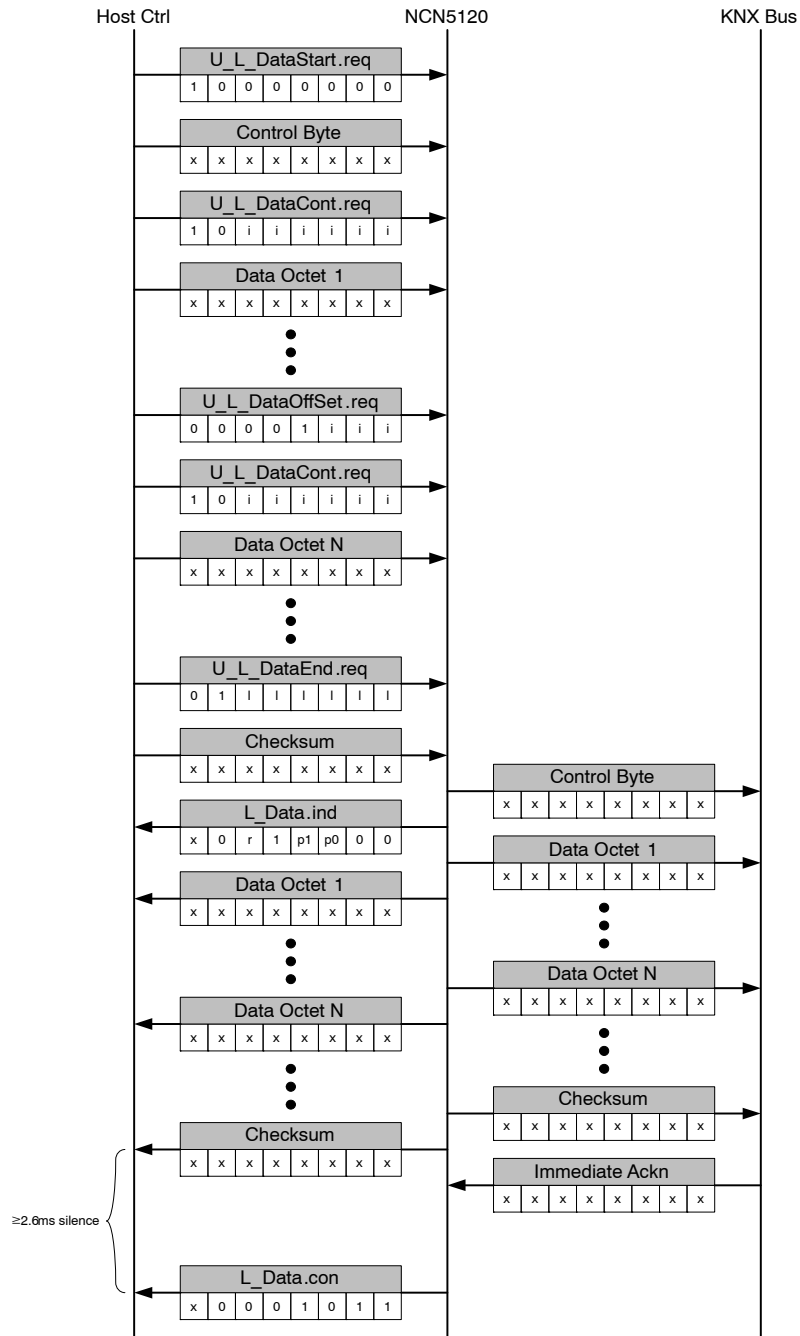 Host Ctrl NCN5120 KNX Bus
U_L_DataStart.req
1 0 0 0 0 0 0 0
Control Byte
x x x x x x x x
U_L_DataCont.req
1 0 i i i i i i
Data Octet 1
x x x x x x x x
U_L_DataOffSet.req
0 0 0 0 1 i i i
U_L_DataCont.req
1 0 i i i i i i
Data Octet N
x x x x x x x x
U_L_DataEnd.req
0 1 l l l l l l
Checksum
x x x x x x x x
Control Byte
x x x x x x x x
L_Data.ind
x 0 r 1 p1 p0 0 0
Data Octet 1
x x x x x x x x
Data Octet 1
x x x x x x x x
Data Octet N
x x x x x x x x
Data Octet N
x x x x x x x x
Checksum
x x x x x x x x
Checksum
x x x x x x x x
Immediate Ackn
x x x x x x x x
≥2.6ms silence
L_Data.con
x 0 0 0 1 0 1 1